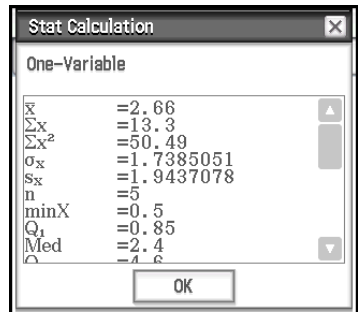 Stat Calculation
One-Variable
x̄ =2.66
Σx =13.3
Σx² =50.49
σx =1.7385051
sx =1.9437078
n =5
minX =0.5
Q₁ =0.85
Med =2.4
OK